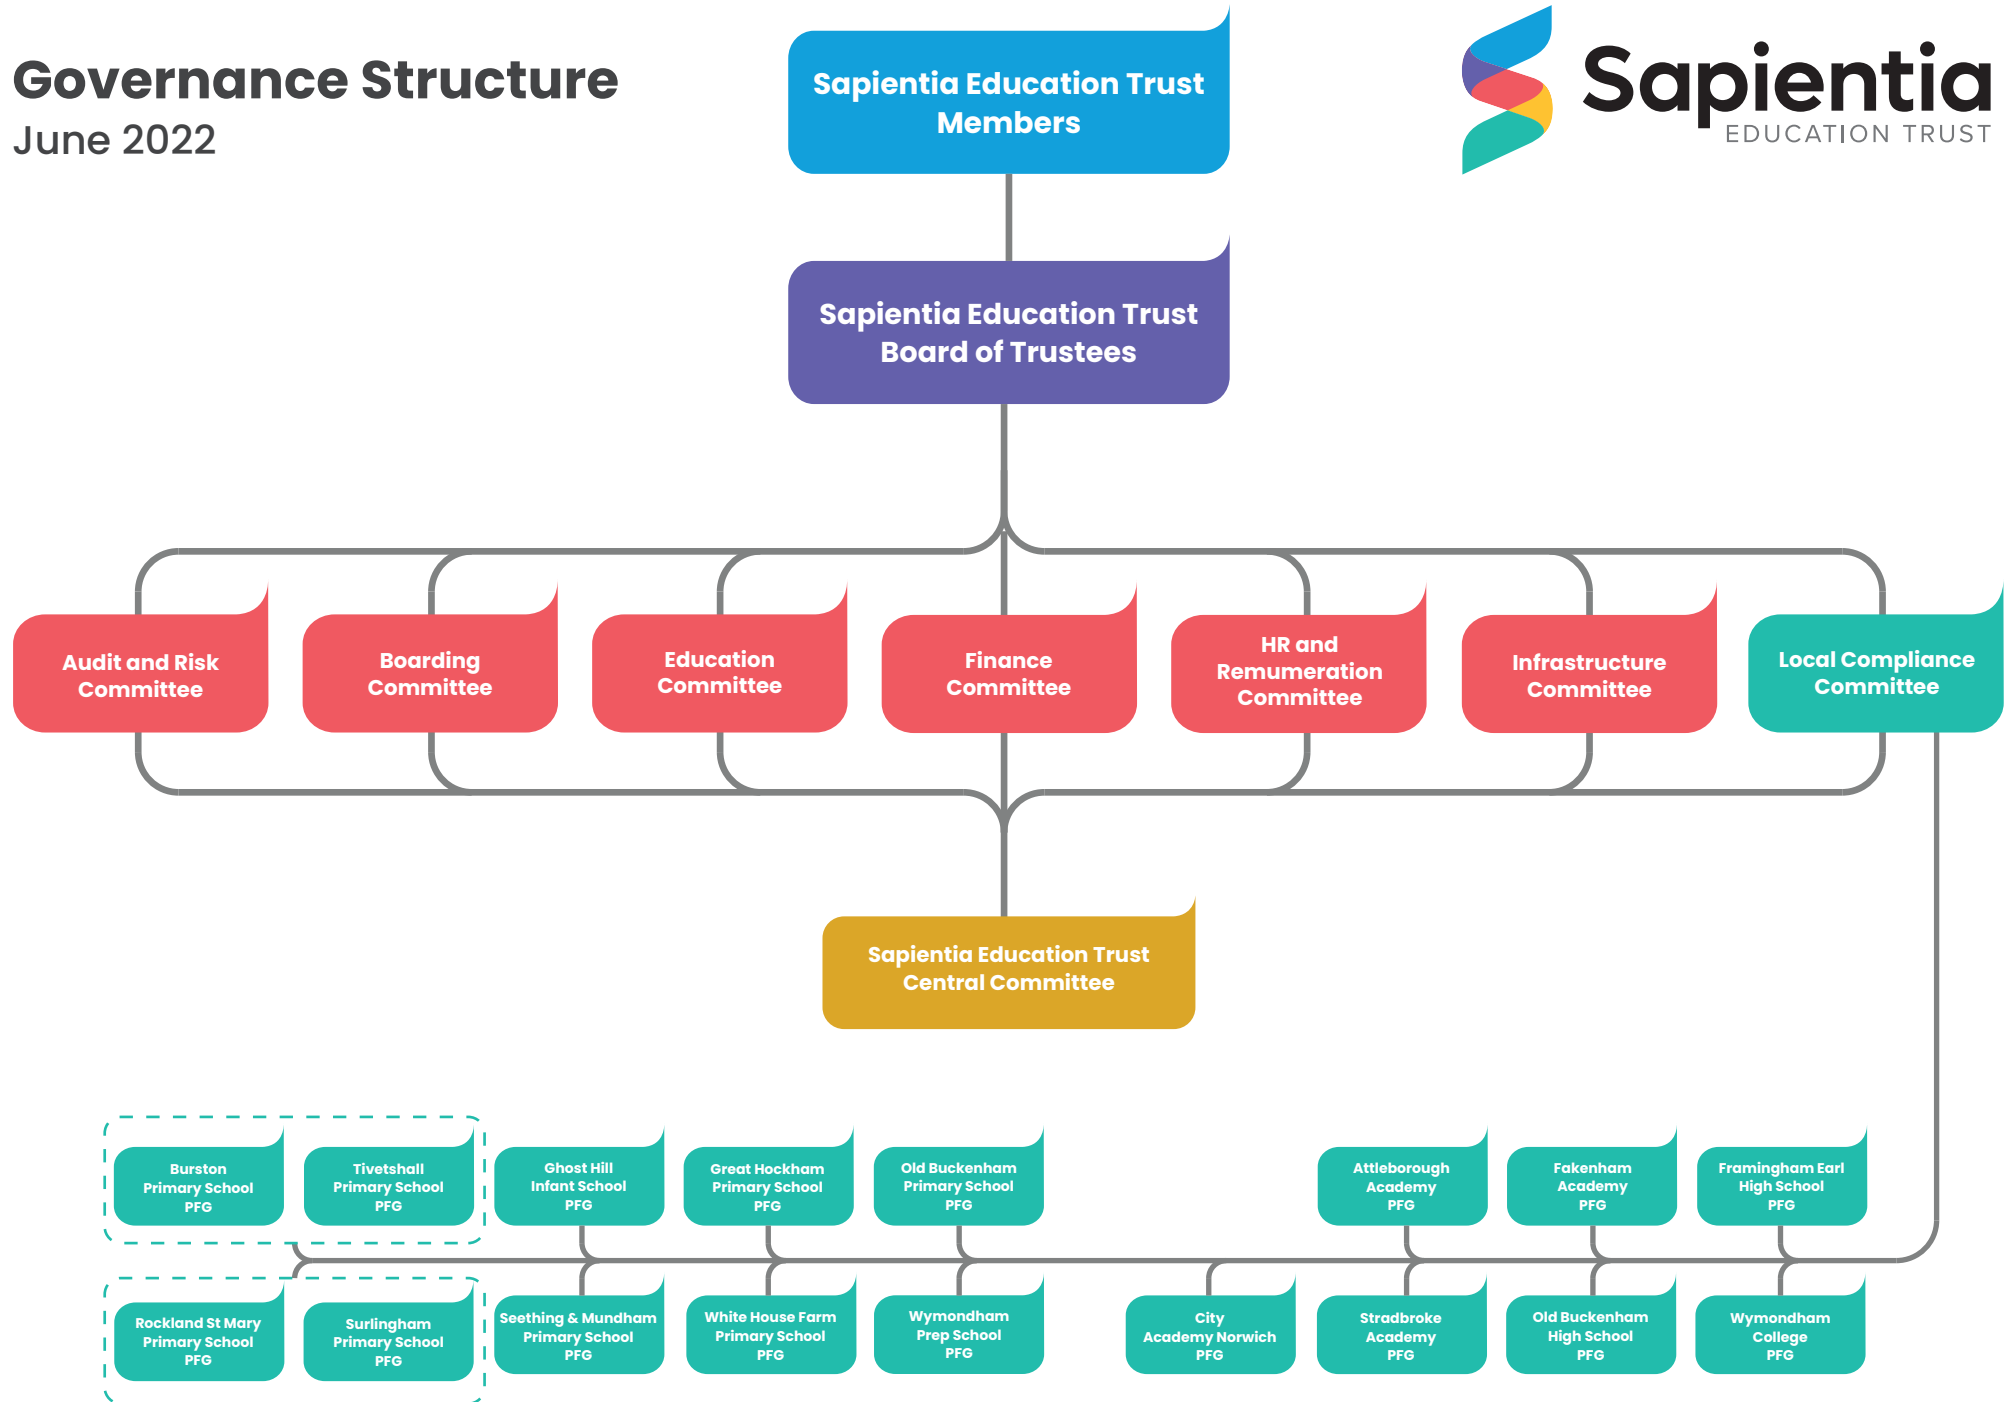 Governance Structure
June 2022
Sapientia Education Trust
Members
Sapientia
EDUCATION TRUST
Sapientia Education Trust
Board of Trustees
Audit and Risk
Committee
Boarding
Committee
Education
Committee
Finance
Committee
HR and
Remumeration
Committee
Infrastructure
Committee
Local Compliance
Committee
Sapientia Education Trust
Central Committee
Burston
Primary School
PFG
Tivetshall
Primary School
PFG
Ghost Hill
Infant School
PFG
Great Hockham
Primary School
PFG
Old Buckenham
Primary School
PFG
Attleborough
Academy
PFG
Fakenham
Academy
PFG
Framingham Earl
High School
PFG
Rockland St Mary
Primary School
PFG
Surlingham
Primary School
PFG
Seething & Mundham
Primary School
PFG
White House Farm
Primary School
PFG
Wymondham
Prep School
PFG
City
Academy Norwich
PFG
Stradbroke
Academy
PFG
Old Buckenham
High School
PFG
Wymondham
College
PFG